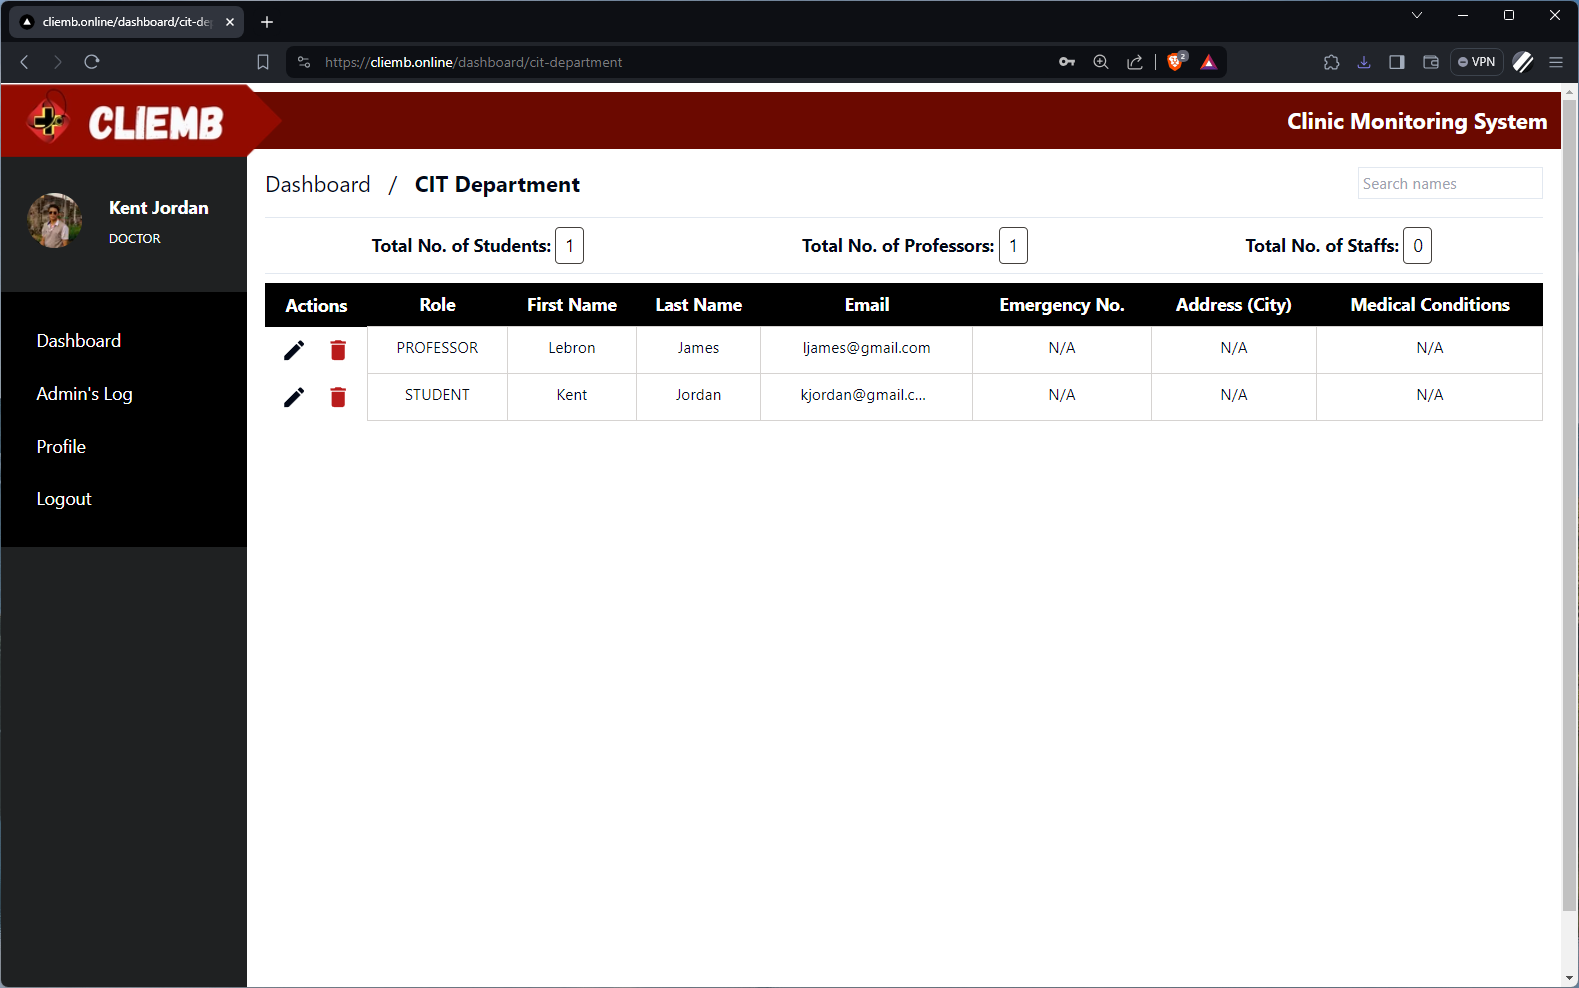 cliemb.online/dashboard/cit-de
https://cliemb.online/dashboard/cit-department
2
VPN
CLIEMB
Clinic Monitoring System
Kent Jordan
DOCTOR
Dashboard
Admin's Log
Profile
Logout
Dashboard / CIT Department
Search names
Total No. of Students: 1
Total No. of Professors: 1
Total No. of Staffs: 0
Actions Role First Name Last Name Email Emergency No. Address (City) Medical Conditions
PROFESSOR Lebron James ljames@gmail.com N/A N/A N/A
STUDENT Kent Jordan kjordan@gmail.c... N/A N/A N/A